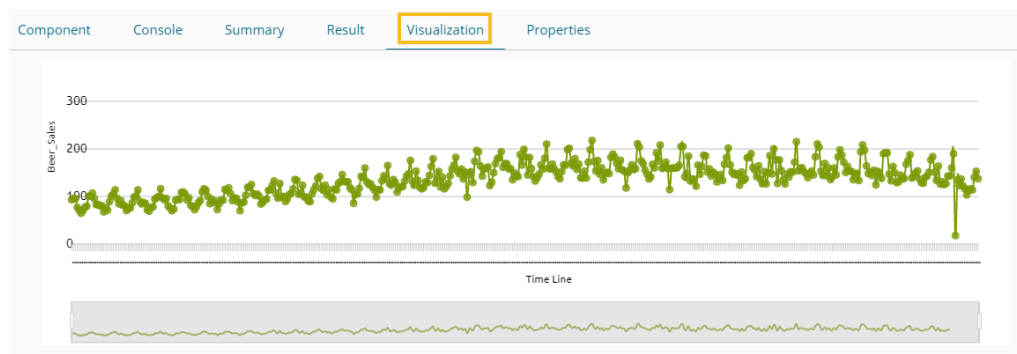 Component Console Summary Result Visualization Properties
300
200
100
0
Beer_Sales
Time Line